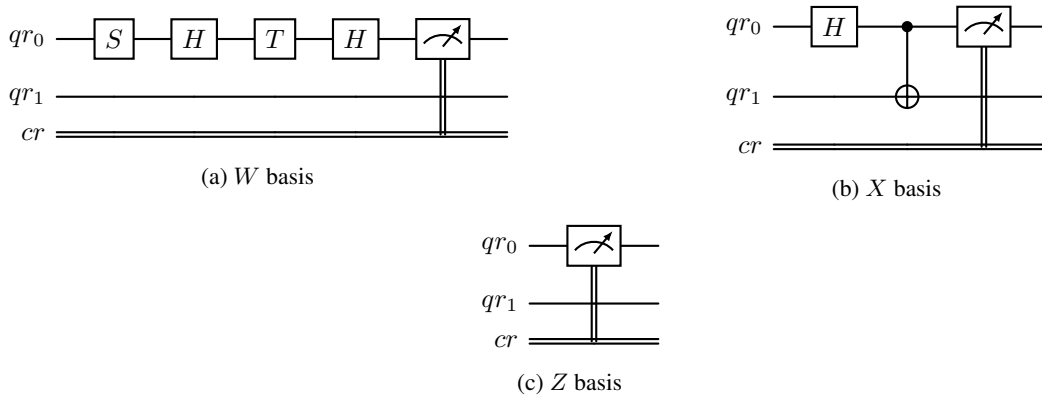 qr0 S H T H
qr1
cr
(a) W basis
qr0 H
qr1
cr
(b) X basis
qr0
qr1
cr
(c) Z basis